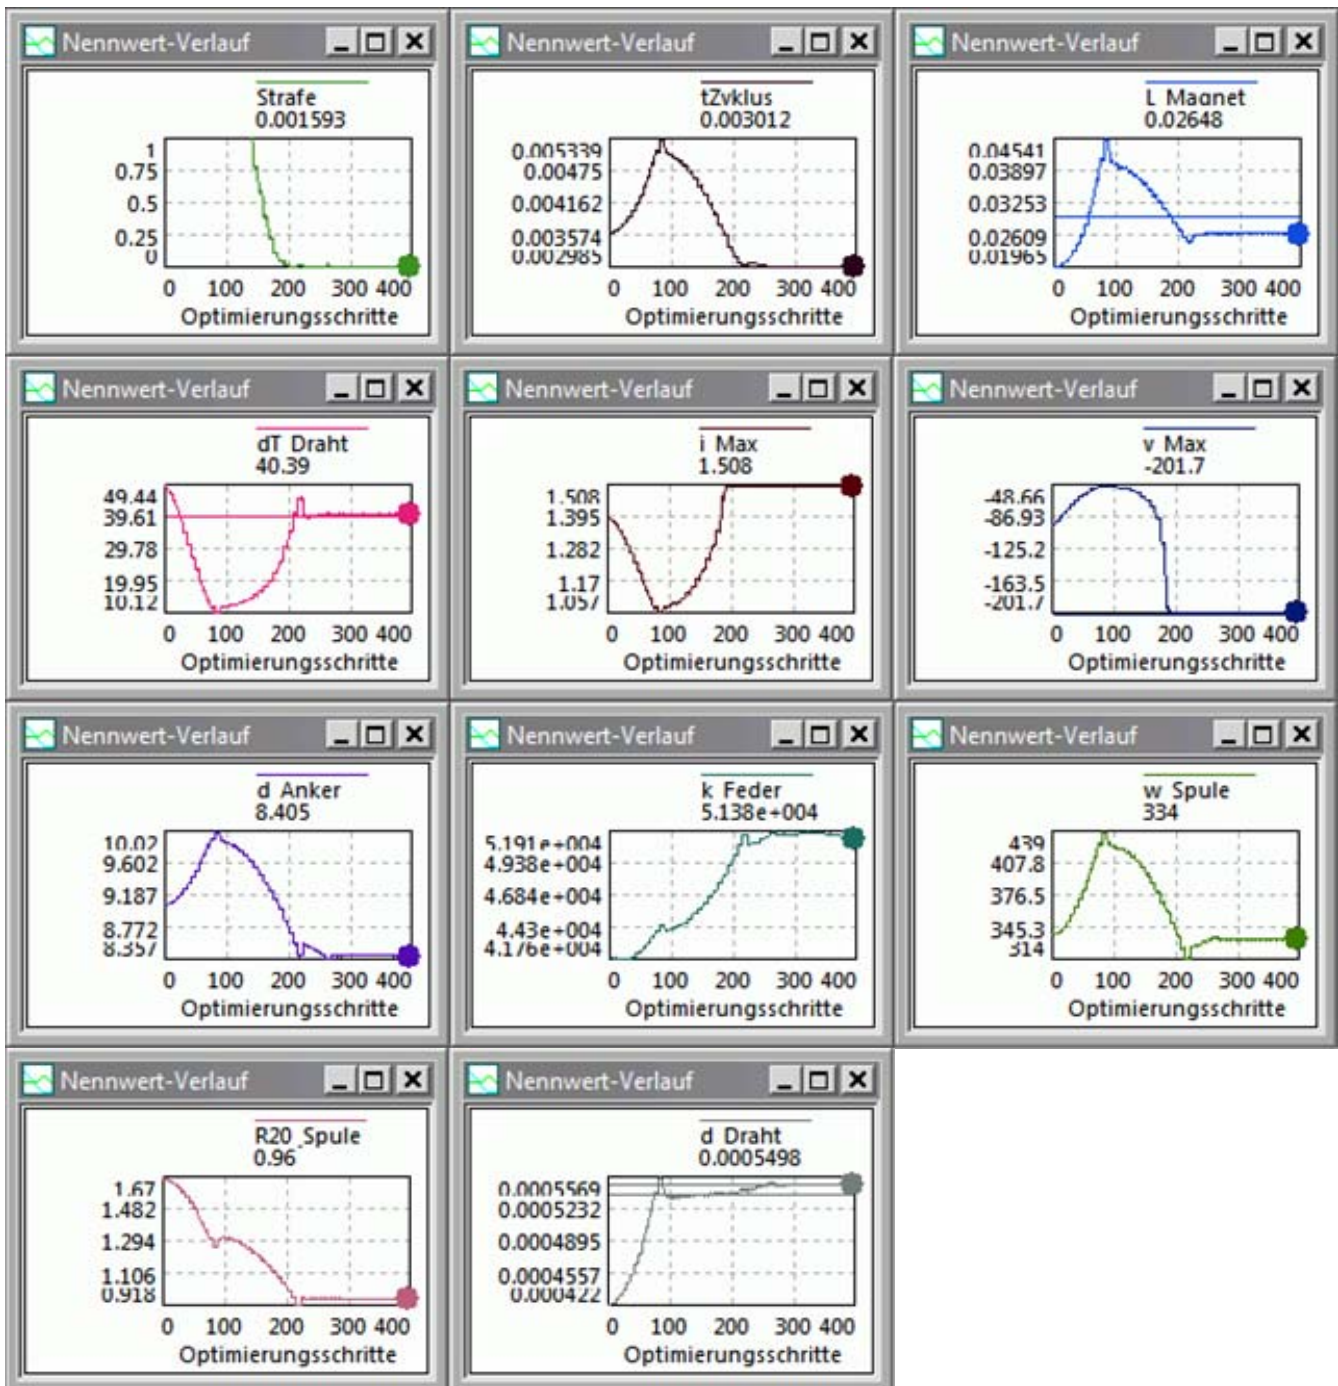 Nennwert-Verlauf
Strafe
0.001593
1
0.75
0.5
0.25
0
0 100 200 300 400
Optimierungsschritte
Nennwert-Verlauf
tZyklus
0.003012
0.005339
0.00475
0.004162
0.003574
0.002985
0 100 200 300 400
Optimierungsschritte
Nennwert-Verlauf
L_Magnet
0.02648
0.04541
0.03897
0.03253
0.02609
0.01965
0 100 200 300 400
Optimierungsschritte
Nennwert-Verlauf
dT_Draht
40.39
49.44
39.61
29.78
19.95
10.12
0 100 200 300 400
Optimierungsschritte
Nennwert-Verlauf
i_Max
1.508
1.508
1.395
1.282
1.17
1.057
0 100 200 300 400
Optimierungsschritte
Nennwert-Verlauf
v_Max
-201.7
-48.66
-86.93
-125.2
-163.5
-201.7
0 100 200 300 400
Optimierungsschritte
Nennwert-Verlauf
d_Anker
8.405
10.02
9.602
9.187
8.772
8.357
0 100 200 300 400
Optimierungsschritte
Nennwert-Verlauf
k_Feder
5.138e+004
5.191e+004
4.938e+004
4.684e+004
4.43e+004
4.176e+004
0 100 200 300 400
Optimierungsschritte
Nennwert-Verlauf
w_Spule
334
439
407.8
376.5
345.3
314
0 100 200 300 400
Optimierungsschritte
Nennwert-Verlauf
R20_Spule
0.96
1.67
1.482
1.294
1.106
0.918
0 100 200 300 400
Optimierungsschritte
Nennwert-Verlauf
d_Draht
0.0005498
0.0005569
0.0005232
0.0004895
0.0004557
0.000422
0 100 200 300 400
Optimierungsschritte